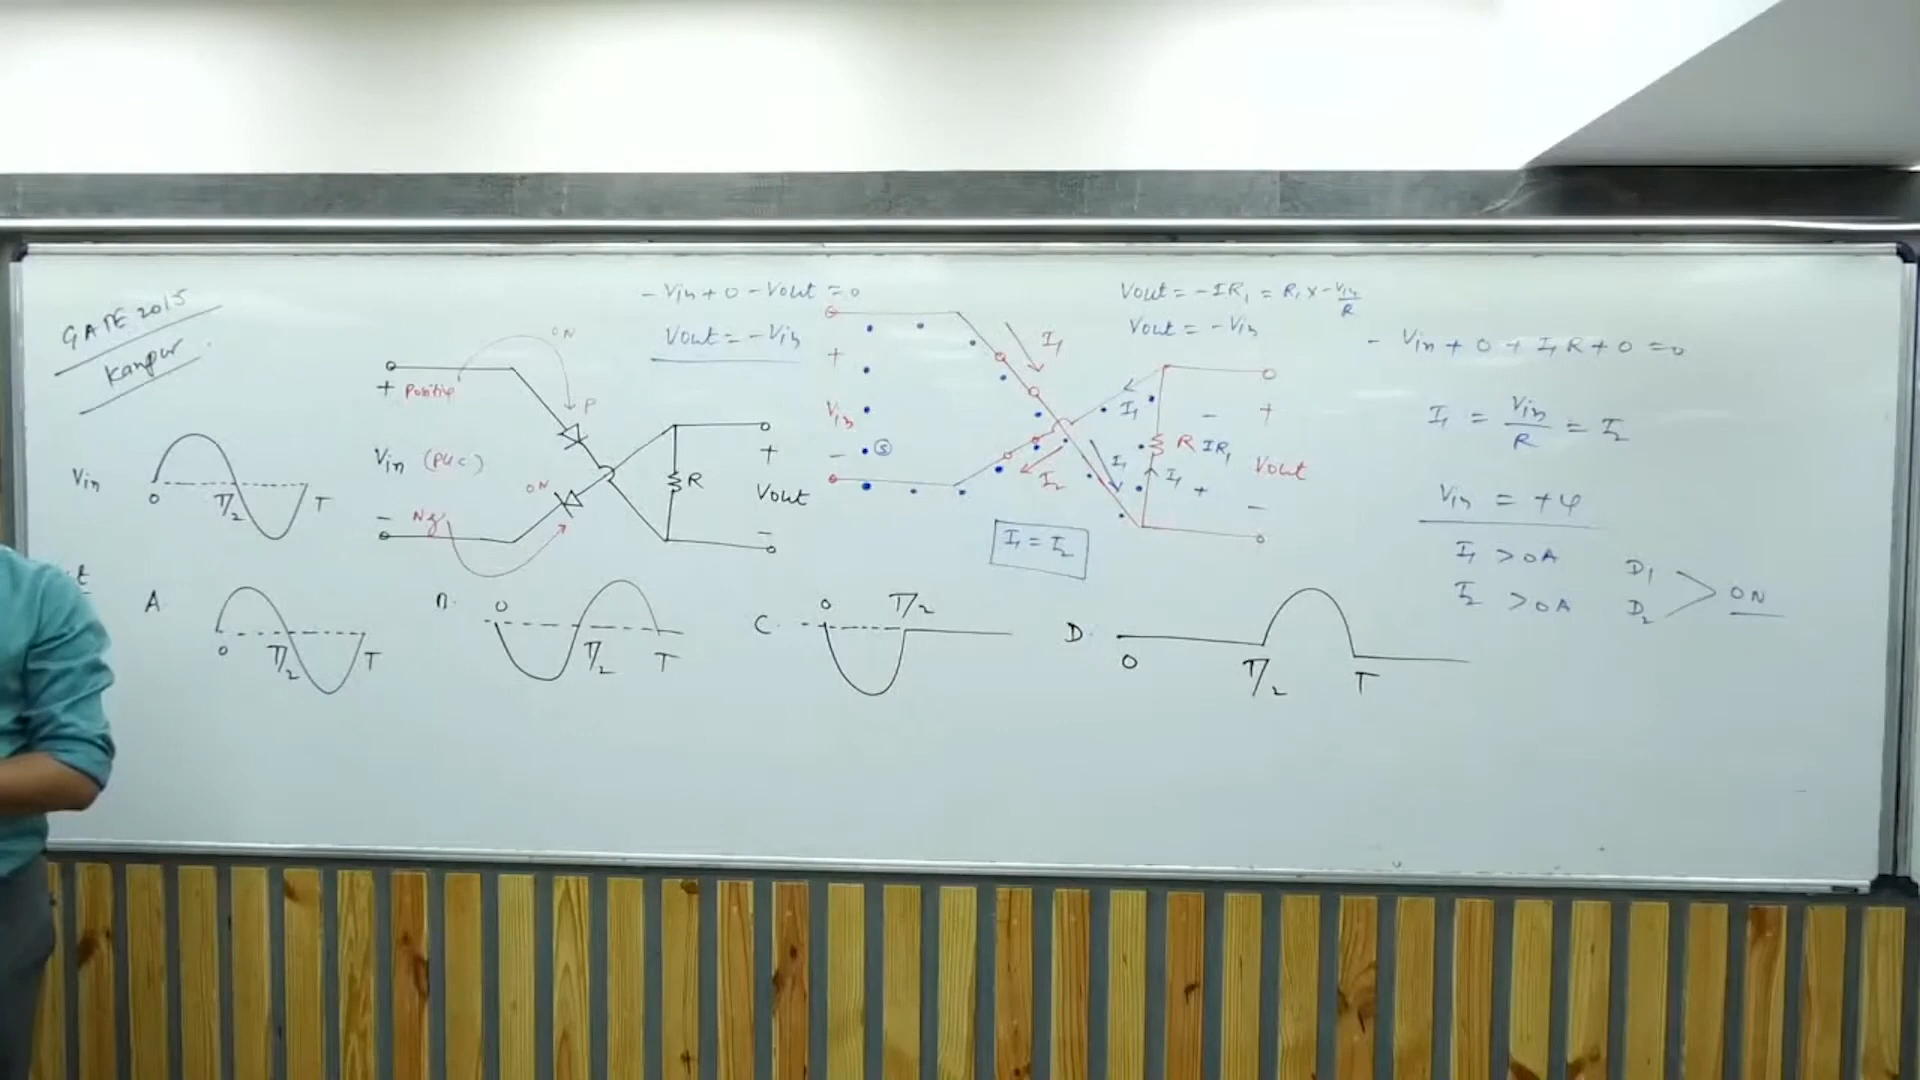 GATE 2015
Kanpur
- Vin + 0 - Vout = 0
Vout = - Vin
Vin
0
T/2
T
+ Positive
ON
P
Vin (PHC)
ON
- Neg
R
+
Vout
-
+
Vin
-
S
I1
I1
I1
I2
I1
+
-
R IR1
+
Vout
-
I1 = I2
Vout = - IR1 = R1 x -Vin/R
Vout = - Vin
- Vin + 0 + I1R + 0 = 0
I1 = Vin/R = I2
Vin = +ψ
I1 > 0A
I2 > 0A
D1
D2
ON
A.
0
T/2
T
B.
0
T/2
T
C.
0
T/2
D.
0
T/2
T